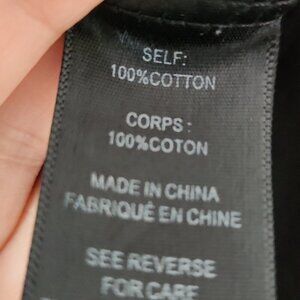 SELF:
100%COTTON
CORPS:
100%COTON
MADE IN CHINA
FABRIQUÉ EN CHINE
SEE REVERSE
FOR CARE